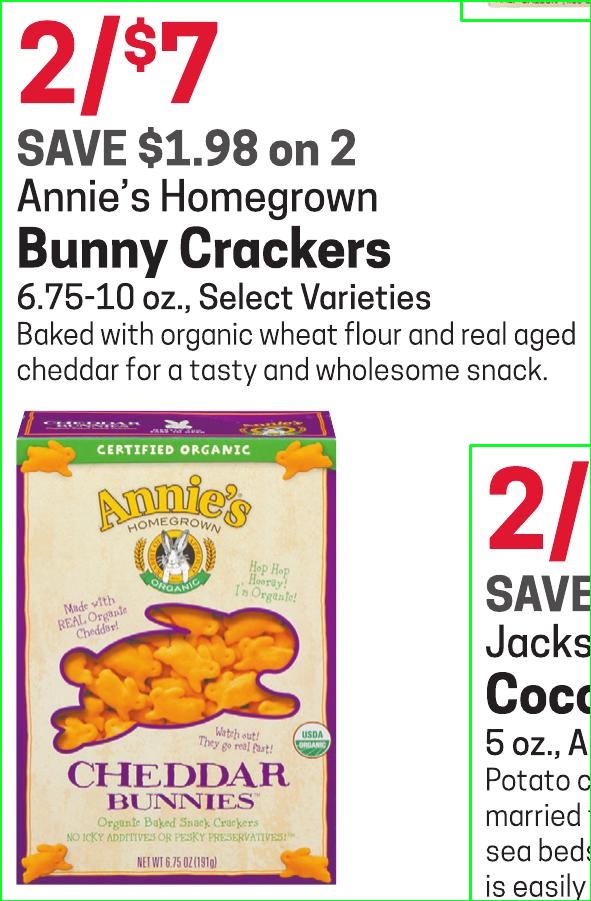 2/$7
SAVE $1.98 on 2
Annie's Homegrown
Bunny Crackers
6.75-10 oz., Select Varieties
Baked with organic wheat flour and real aged
cheddar for a tasty and wholesome snack.
CHEDDAR
CERTIFIED ORGANIC
Annie's
HOMEGROWN
ORGANIC
Hop Hop
Hooray!
I'm Organic!
Made with
REAL Organic
Cheddar!
Watch out!
They go real fast!
USDA
ORGANIC
CHEDDAR
BUNNIES™
Organic Baked Snack Crackers
NO ICKY ADDITIVES OR PESKY PRESERVATIVES!™
NET WT 6.75 OZ (191g)
2/
SAVE
Jacks
Coco
5 oz., A
Potato c
married
sea beds
is easily